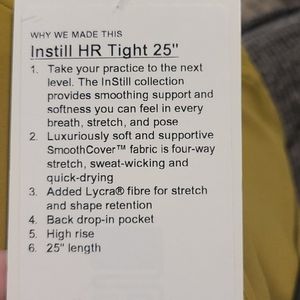 WHY WE MADE THIS
Instill HR Tight 25"
1. Take your practice to the next
level. The InStill collection
provides smoothing support and
softness you can feel in every
breath, stretch, and pose
2. Luxuriously soft and supportive
SmoothCover™ fabric is four-way
stretch, sweat-wicking and
quick-drying
3. Added Lycra® fibre for stretch
and shape retention
4. Back drop-in pocket
5. High rise
6. 25" length